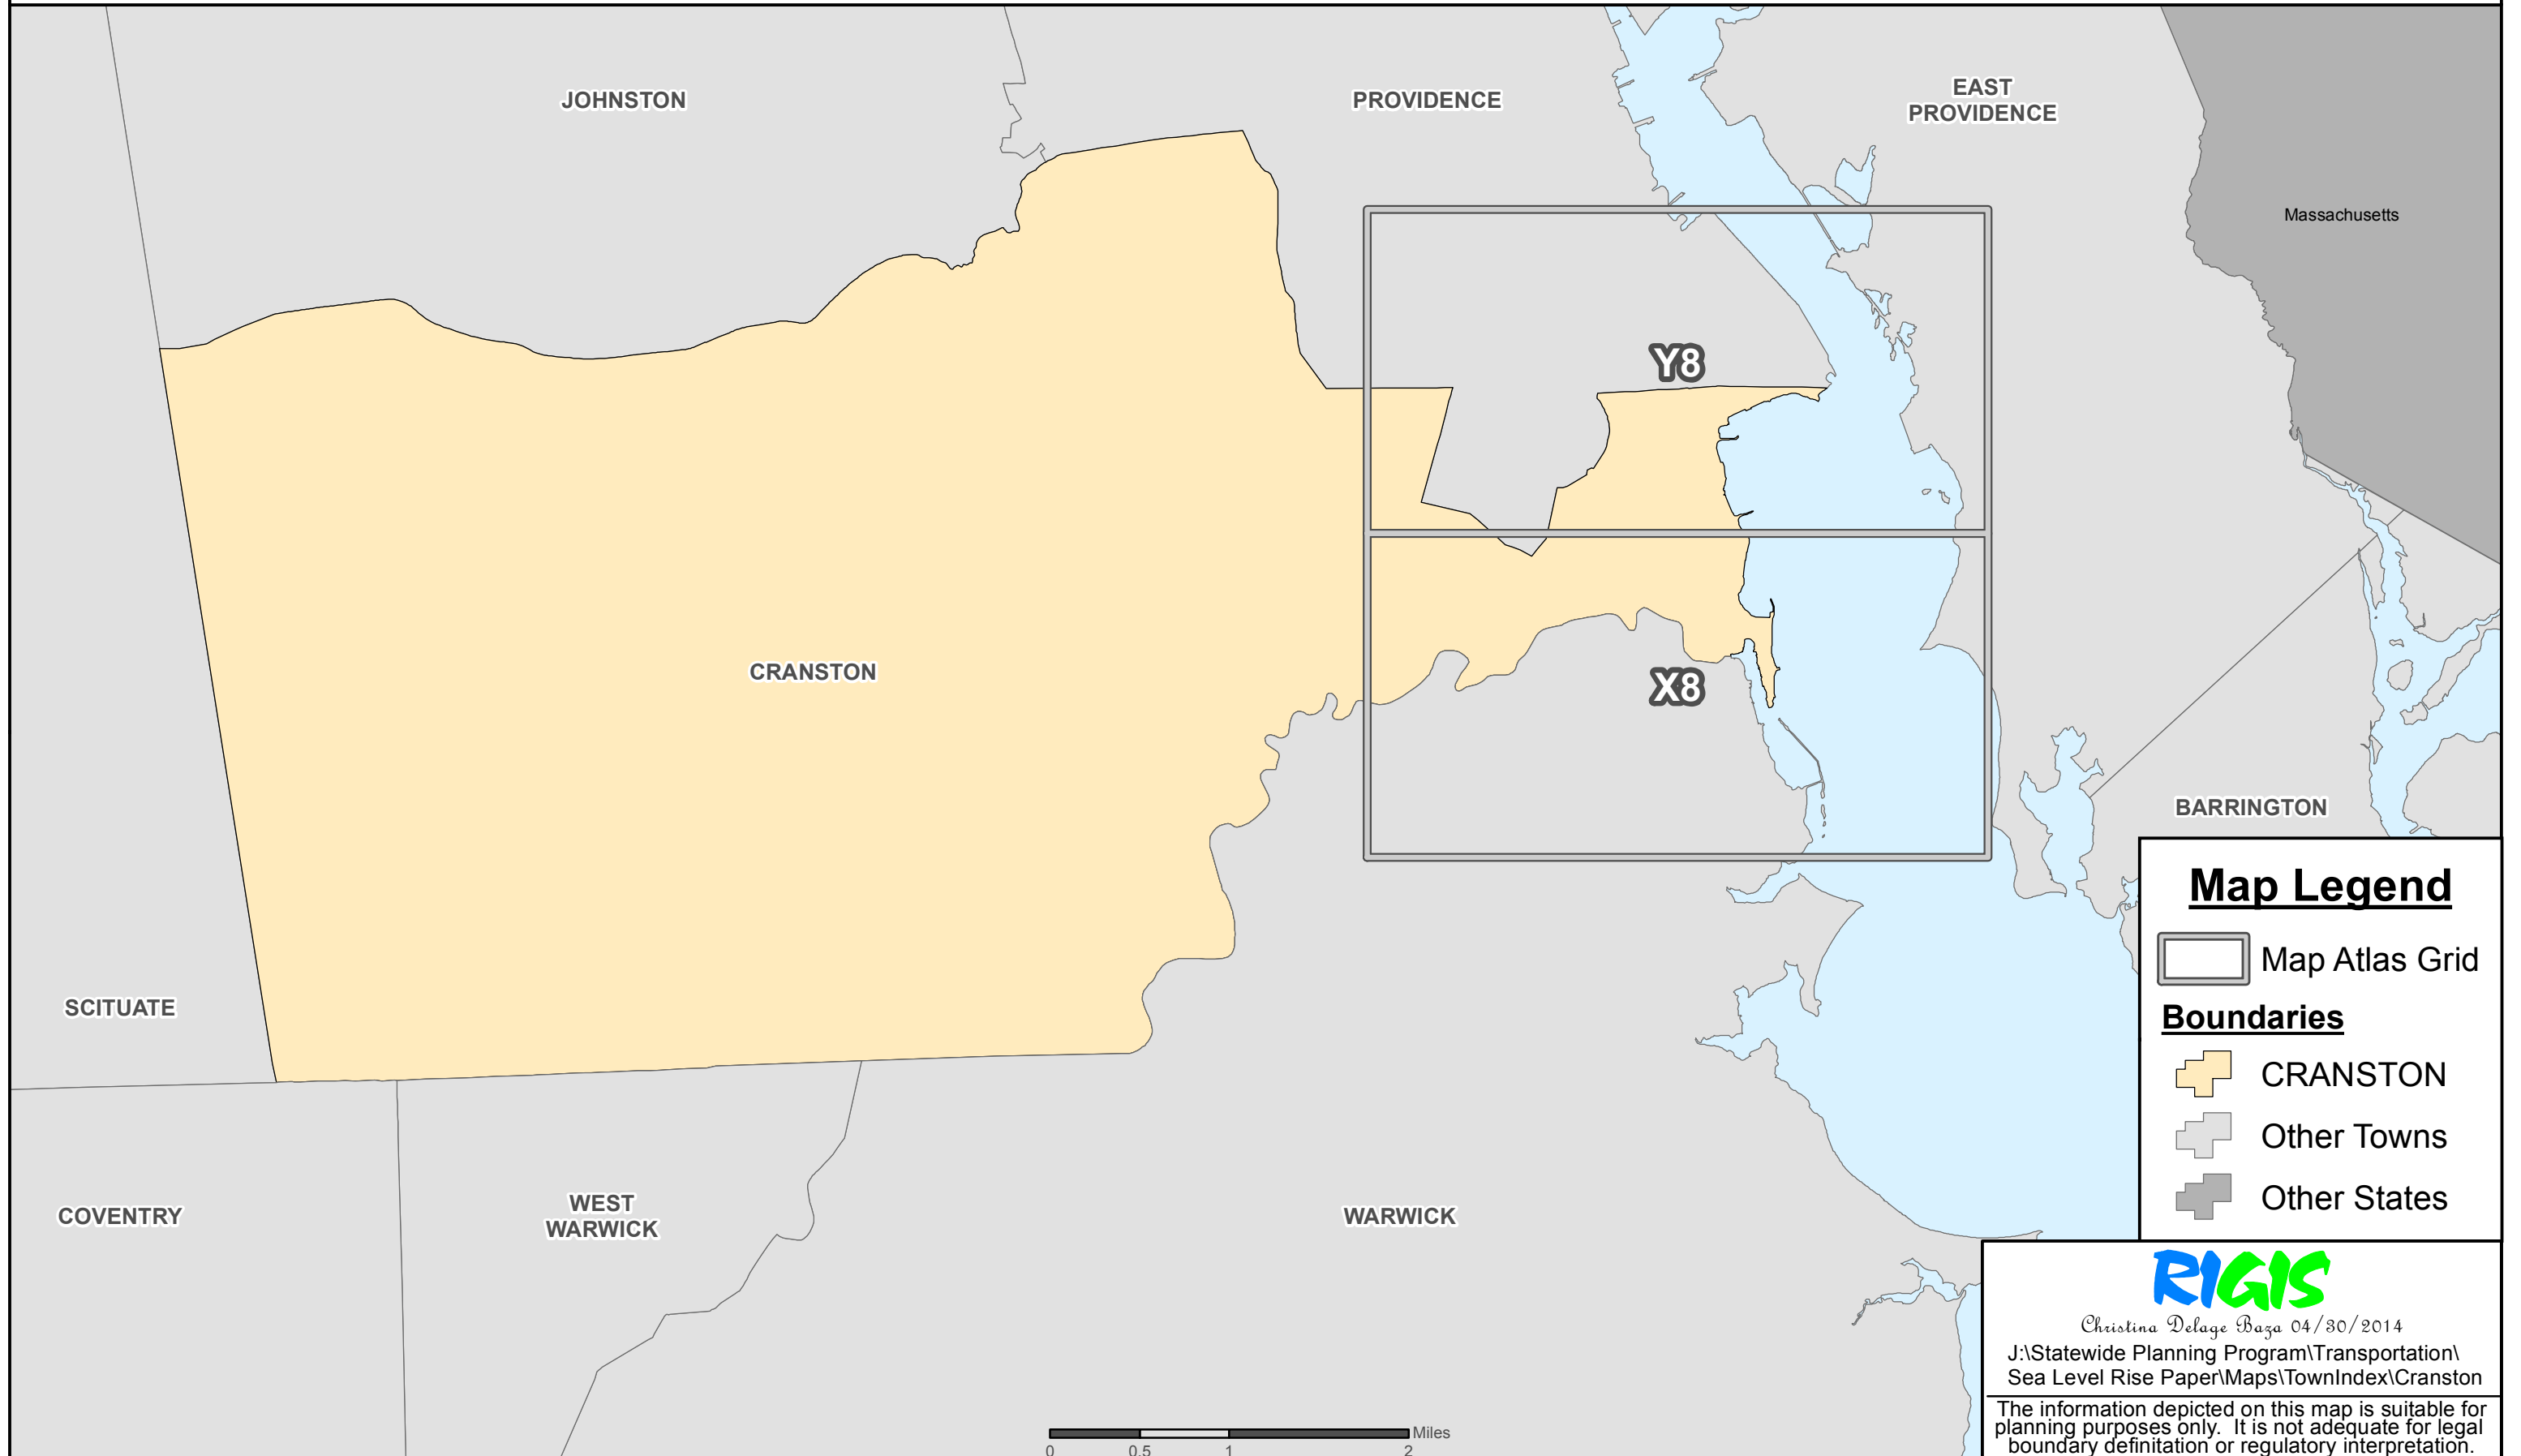 JOHNSTON
PROVIDENCE
EAST
PROVIDENCE
Massachusetts
Y8
CRANSTON
X8
BARRINGTON
SCITUATE
COVENTRY
WEST
WARWICK
WARWICK
Map Legend
Map Atlas Grid
Boundaries
CRANSTON
Other Towns
Other States
RIGIS
Christina Delage Baza 04/30/2014
J:\Statewide Planning Program\Transportation\
Sea Level Rise Paper\Maps\TownIndex\Cranston
The information depicted on this map is suitable for
planning purposes only. It is not adequate for legal
boundary definitation or regulatory interpretation.
Miles
0 0.5 1 2